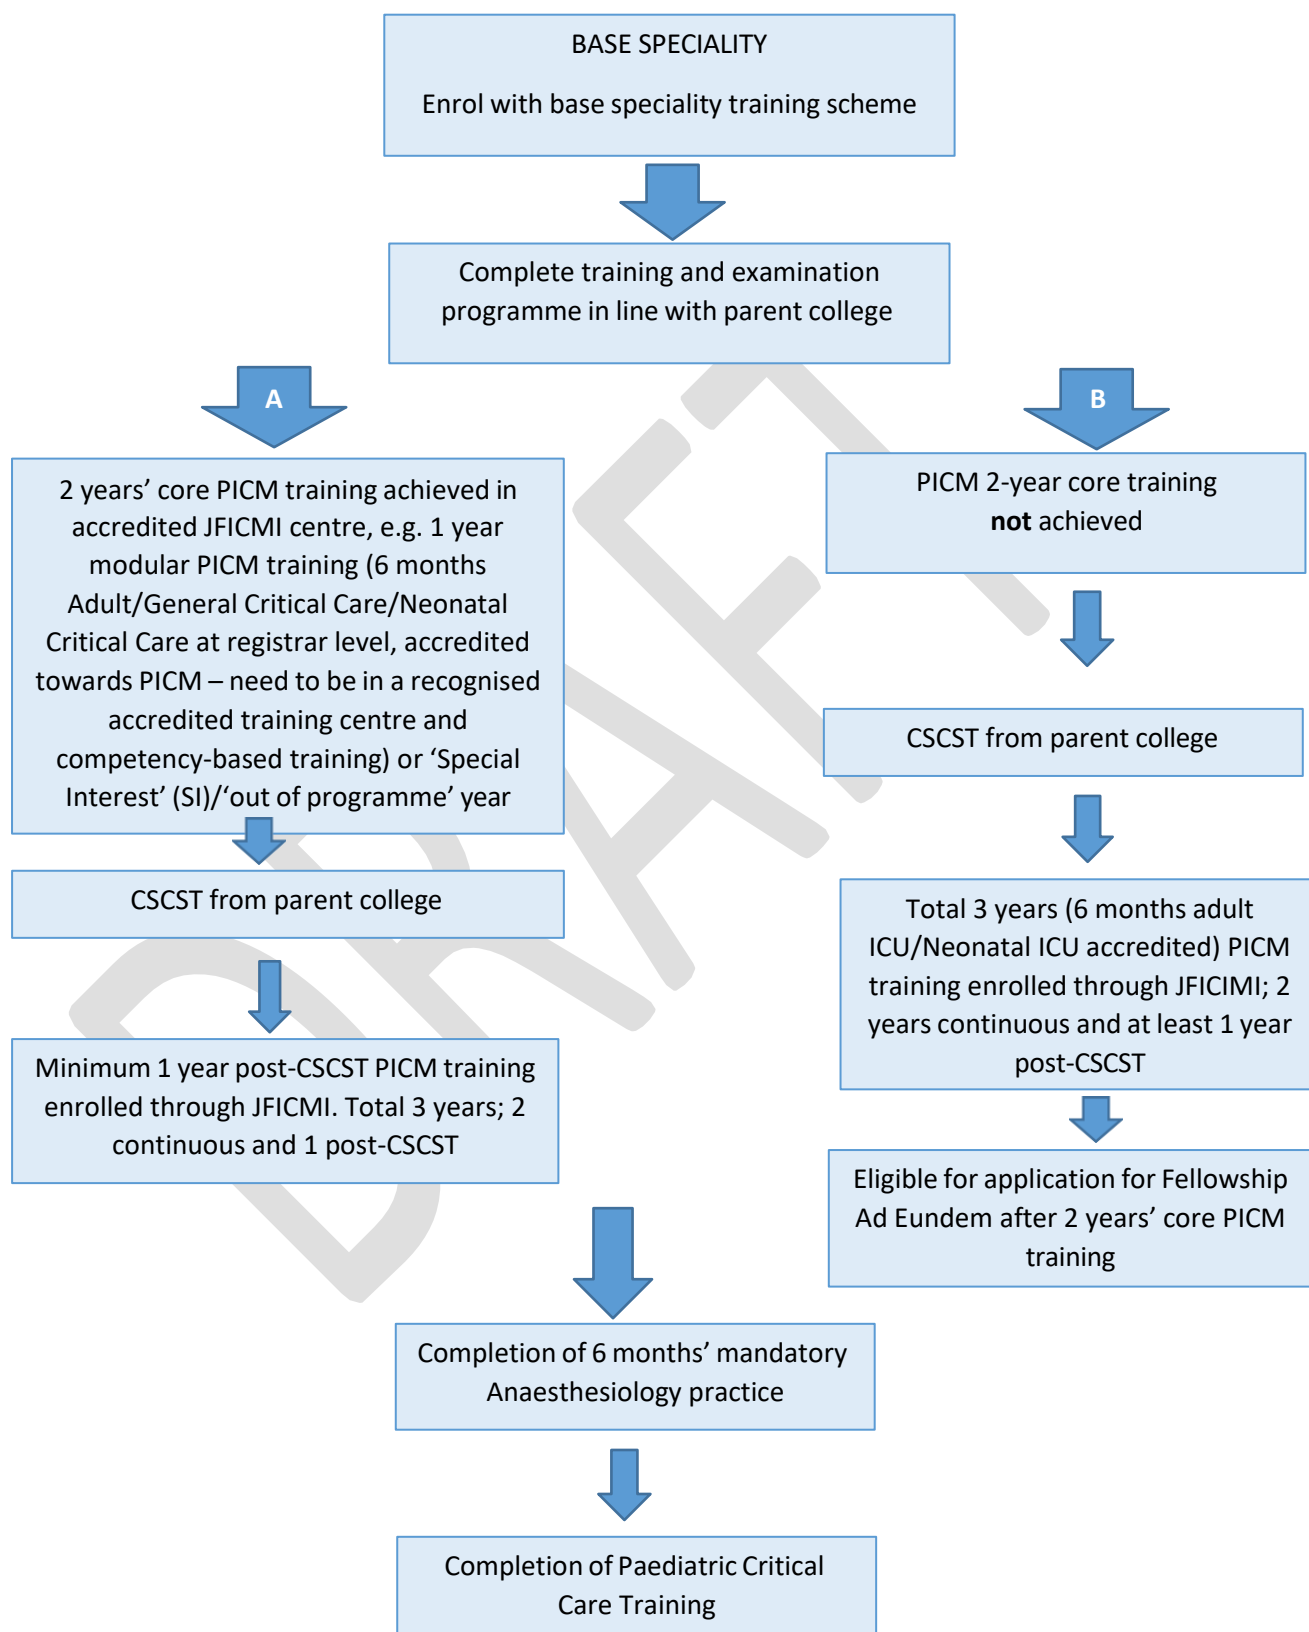 BASE SPECIALITY
Enrol with base speciality training scheme
Complete training and examination
programme in line with parent college
A
B
2 years’ core PICM training achieved in
accredited JFICMI centre, e.g. 1 year
modular PICM training (6 months
Adult/General Critical Care/Neonatal
Critical Care at registrar level, accredited
towards PICM – need to be in a recognised
accredited training centre and
competency-based training) or ‘Special
Interest’ (SI)/‘out of programme’ year
CSCST from parent college
Minimum 1 year post-CSCST PICM training
enrolled through JFICMI. Total 3 years; 2
continuous and 1 post-CSCST
PICM 2-year core training
not achieved
CSCST from parent college
Total 3 years (6 months adult
ICU/Neonatal ICU accredited) PICM
training enrolled through JFICIMI; 2
years continuous and at least 1 year
post-CSCST
Eligible for application for Fellowship
Ad Eundem after 2 years’ core PICM
training
Completion of 6 months’ mandatory
Anaesthesiology practice
Completion of Paediatric Critical
Care Training
DRAFT